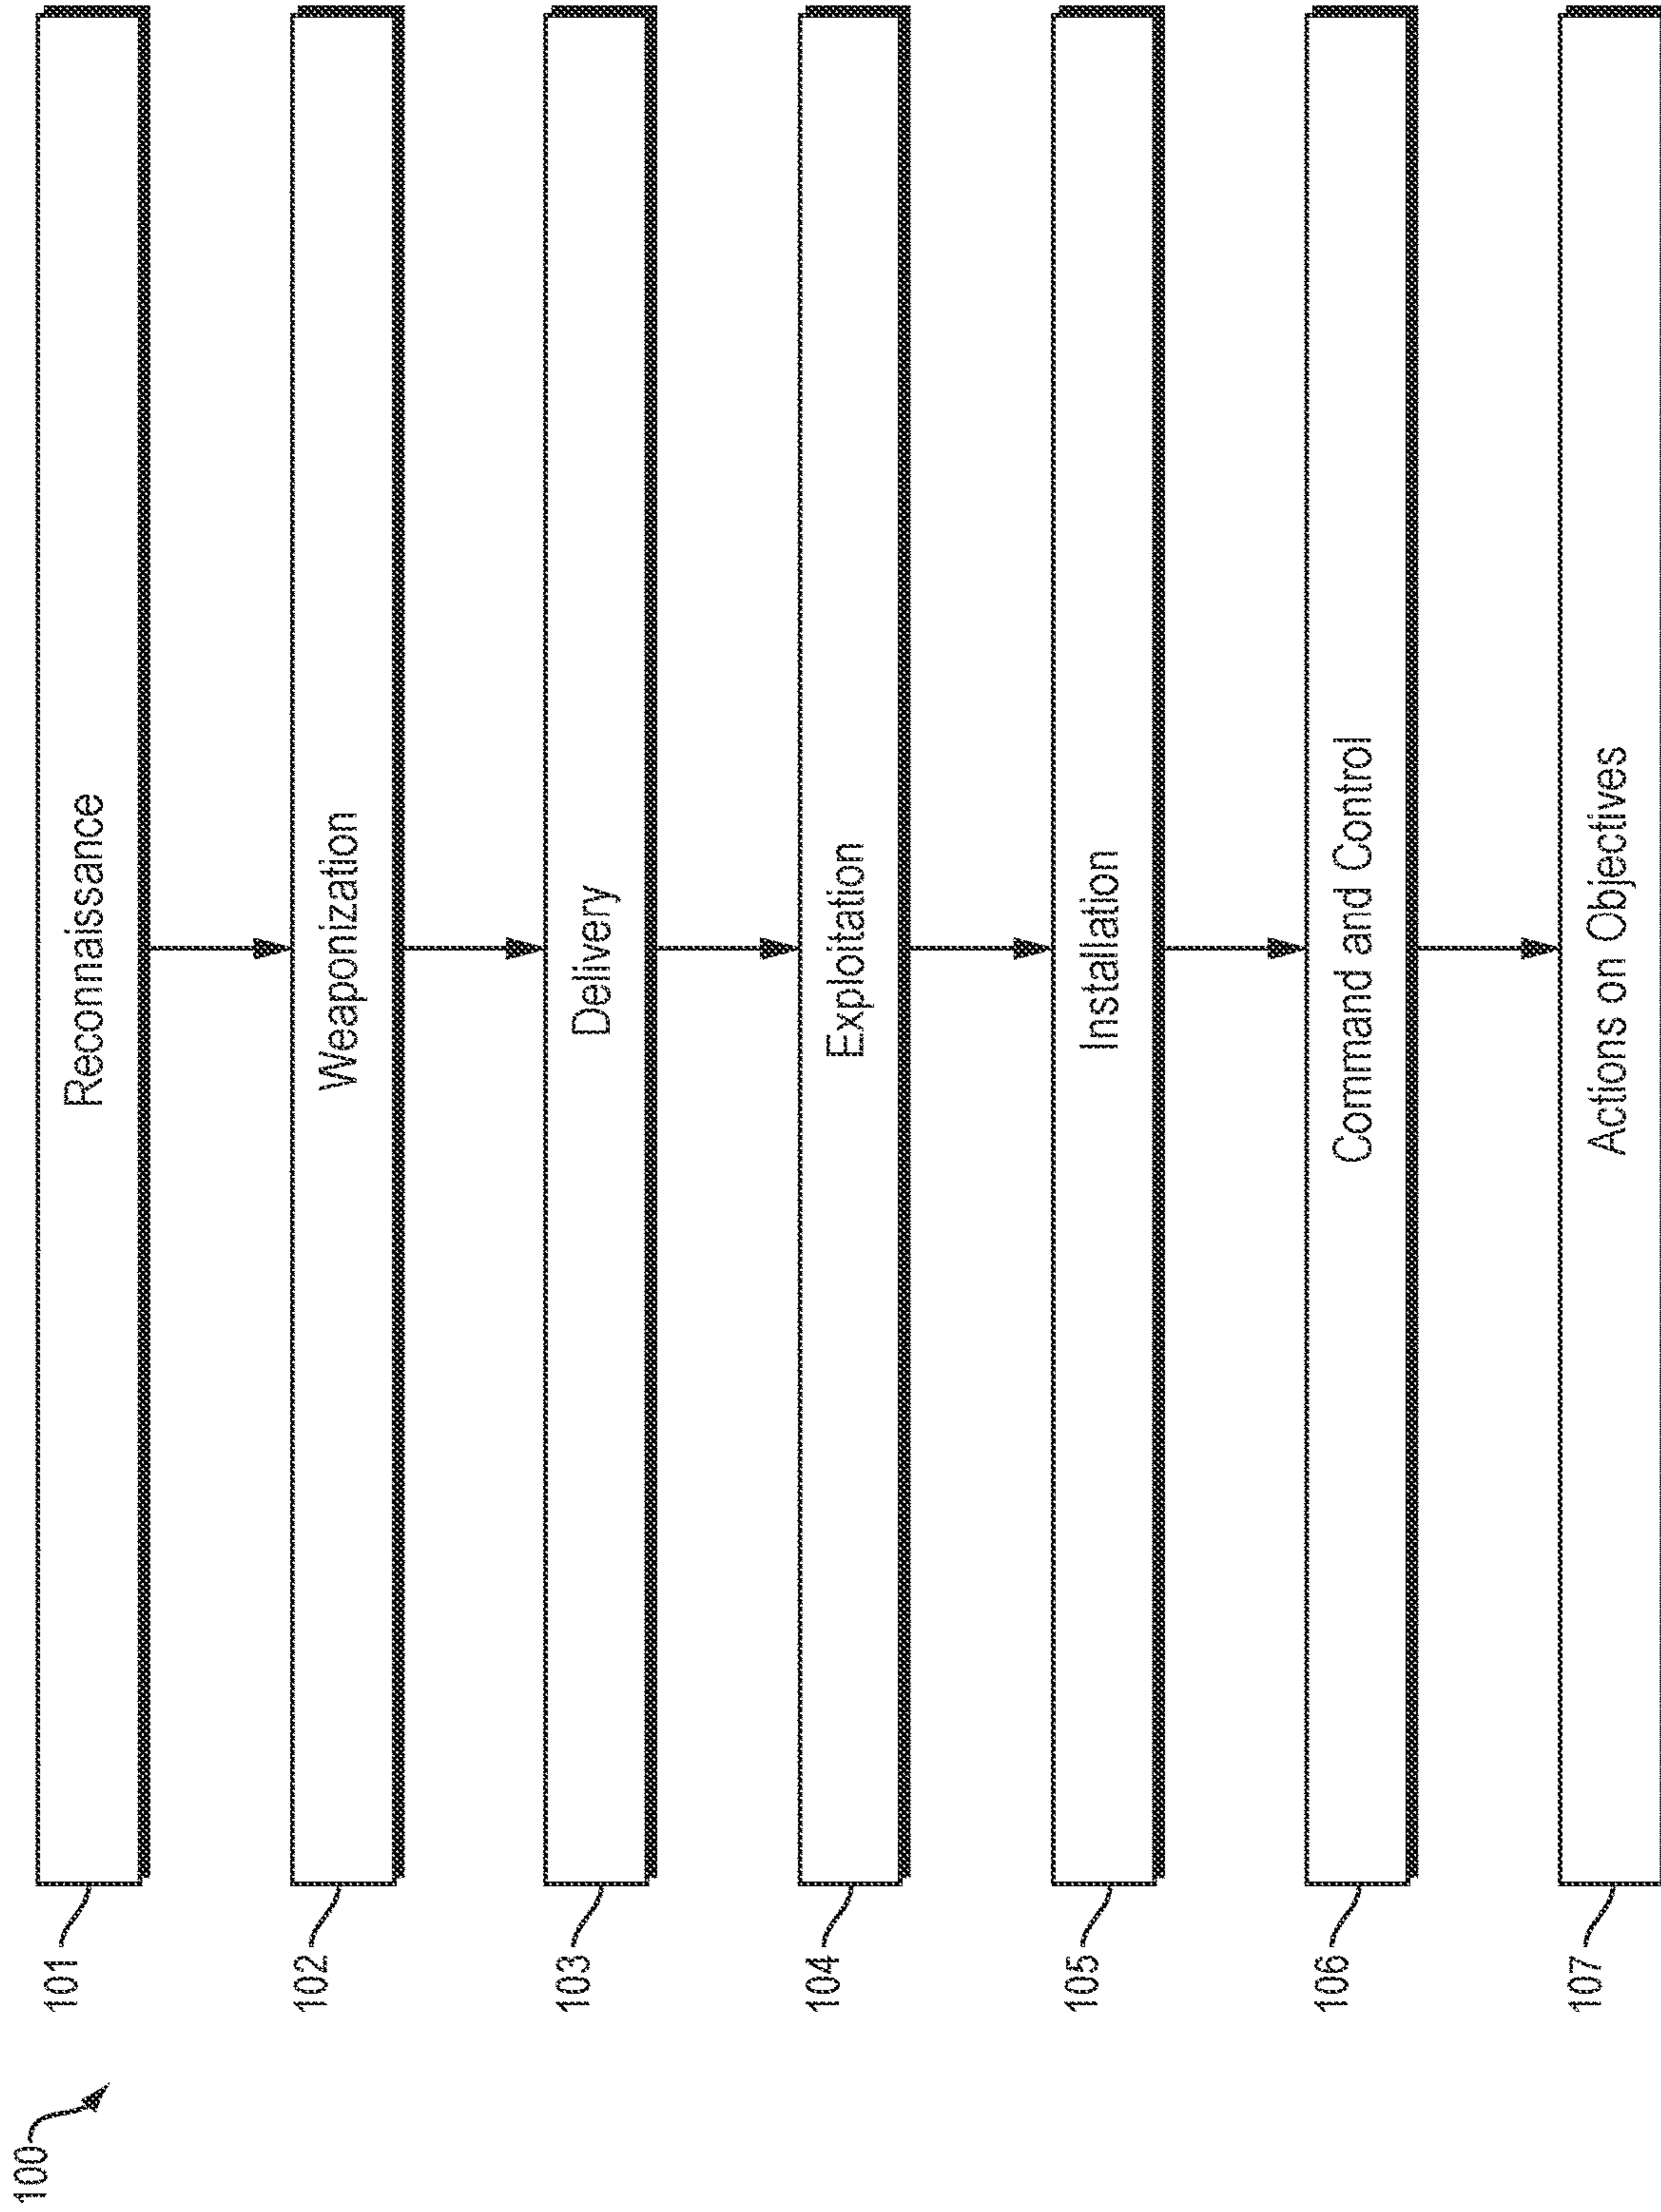 100
101
Reconnaissance
102
Weaponization
103
Delivery
104
Exploitation
105
Installation
106
Command and Control
107
Actions on Objectives